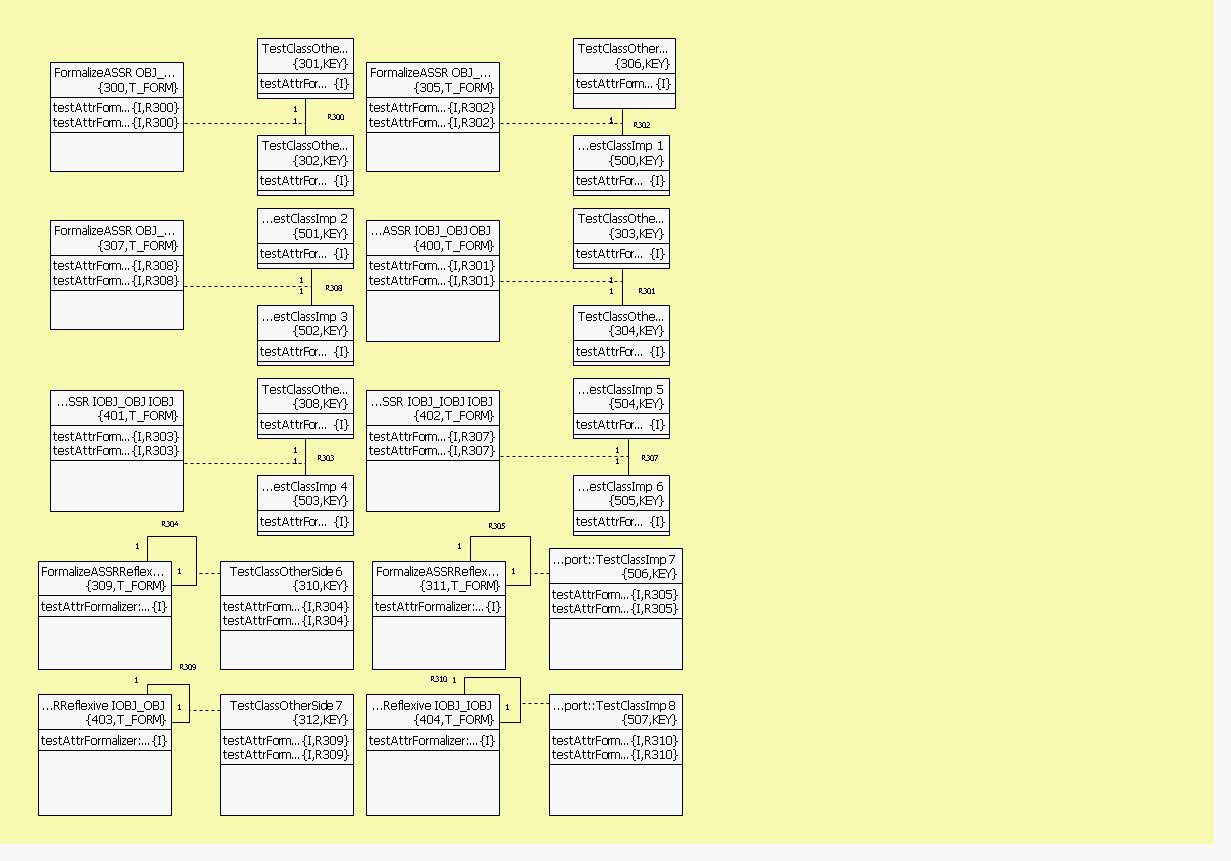 FormalizeASSR OBJ_...
{300,T_FORM}
testAttrForm... {I,R300}
testAttrForm... {I,R300}
TestClassOthe...
{301,KEY}
testAttrFor... {I}
1
1
R300
TestClassOthe...
{302,KEY}
testAttrFor... {I}
FormalizeASSR OBJ_...
{305,T_FORM}
testAttrForm... {I,R302}
testAttrForm... {I,R302}
TestClassOther...
{306,KEY}
testAttrForm... {I}
1
R302
...estClassImp 1
{500,KEY}
testAttrFor... {I}
FormalizeASSR OBJ_...
{307,T_FORM}
testAttrForm... {I,R308}
testAttrForm... {I,R308}
...estClassImp 2
{501,KEY}
testAttrFor... {I}
1
1
R308
...estClassImp 3
{502,KEY}
testAttrFor... {I}
...ASSR IOBJ_OBJ OBJ
{400,T_FORM}
testAttrForm... {I,R301}
testAttrForm... {I,R301}
TestClassOthe...
{303,KEY}
testAttrFor... {I}
1
1
R301
TestClassOthe...
{304,KEY}
testAttrFor... {I}
...SSR IOBJ_OBJ IOBJ
{401,T_FORM}
testAttrForm... {I,R303}
testAttrForm... {I,R303}
TestClassOthe...
{308,KEY}
testAttrFor... {I}
1
1
R303
...estClassImp 4
{503,KEY}
testAttrFor... {I}
...SSR IOBJ_IOBJ IOBJ
{402,T_FORM}
testAttrForm... {I,R307}
testAttrForm... {I,R307}
...estClassImp 5
{504,KEY}
testAttrFor... {I}
1
1
R307
...estClassImp 6
{505,KEY}
testAttrFor... {I}
R304
1
1
FormalizeASSRReflex...
{309,T_FORM}
testAttrFormalizer:... {I}
TestClassOtherSide6
{310,KEY}
testAttrForm... {I,R304}
testAttrForm... {I,R304}
R305
1
1
FormalizeASSRReflex...
{311,T_FORM}
testAttrFormalizer:... {I}
...port::TestClassImp 7
{506,KEY}
testAttrForm... {I,R305}
testAttrForm... {I,R305}
R309
1
1
...RReflexive IOBJ_OBJ
{403,T_FORM}
testAttrFormalizer:... {I}
TestClassOtherSide7
{312,KEY}
testAttrForm... {I,R309}
testAttrForm... {I,R309}
R310
1
1
...Reflexive IOBJ_IOBJ
{404,T_FORM}
testAttrFormalizer:... {I}
...port::TestClassImp 8
{507,KEY}
testAttrForm... {I,R310}
testAttrForm... {I,R310}